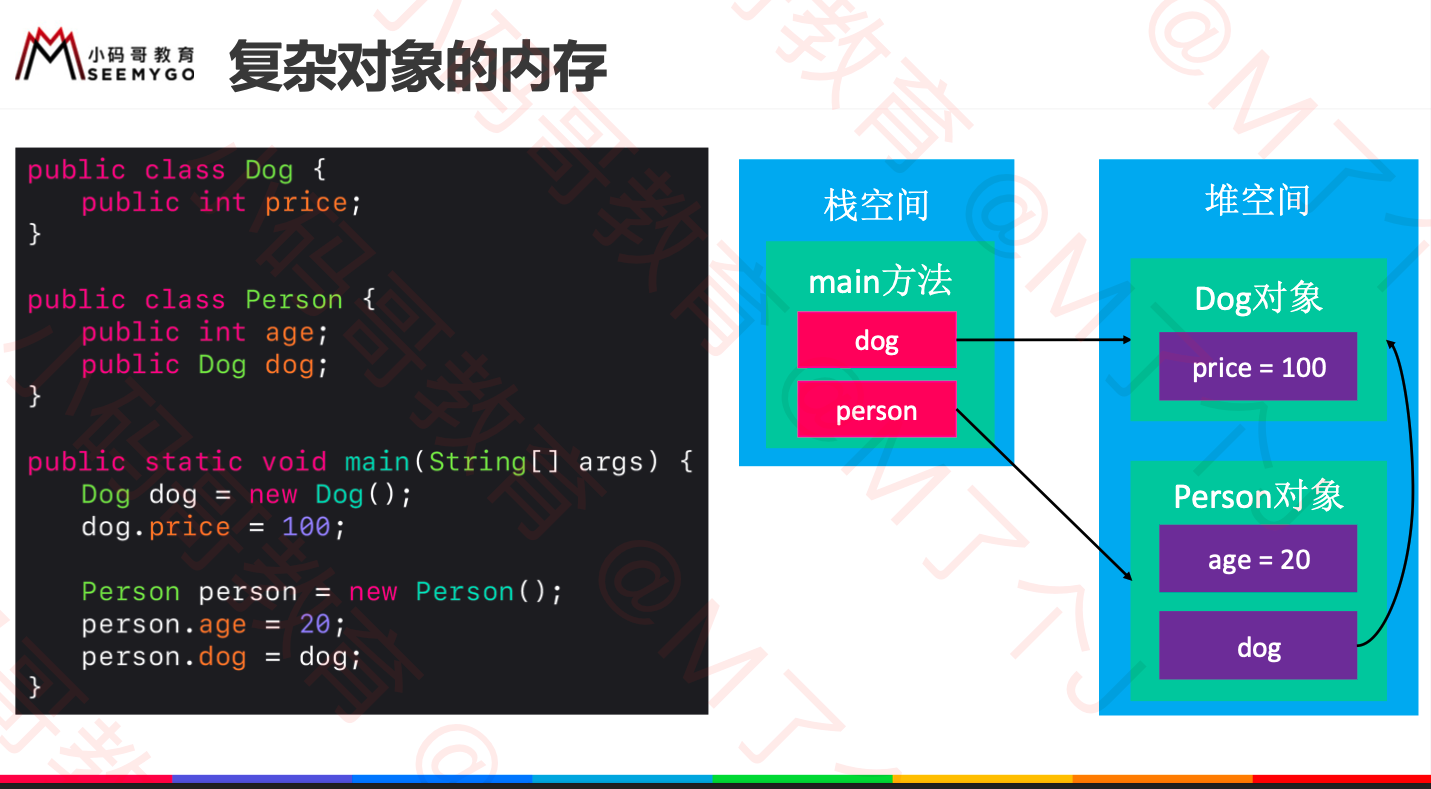 小码哥教育
SEEMYGO
复杂对象的内存
public class Dog {
    public int price;
}
public class Person {
    public int age;
    public Dog dog;
}
public static void main(String[] args) {
    Dog dog = new Dog();
    dog.price = 100;
    Person person = new Person();
    person.age = 20;
    person.dog = dog;
}
栈空间
main方法
dog
person
堆空间
Dog对象
price = 100
Person对象
age = 20
dog
小码哥教育 @M了个J